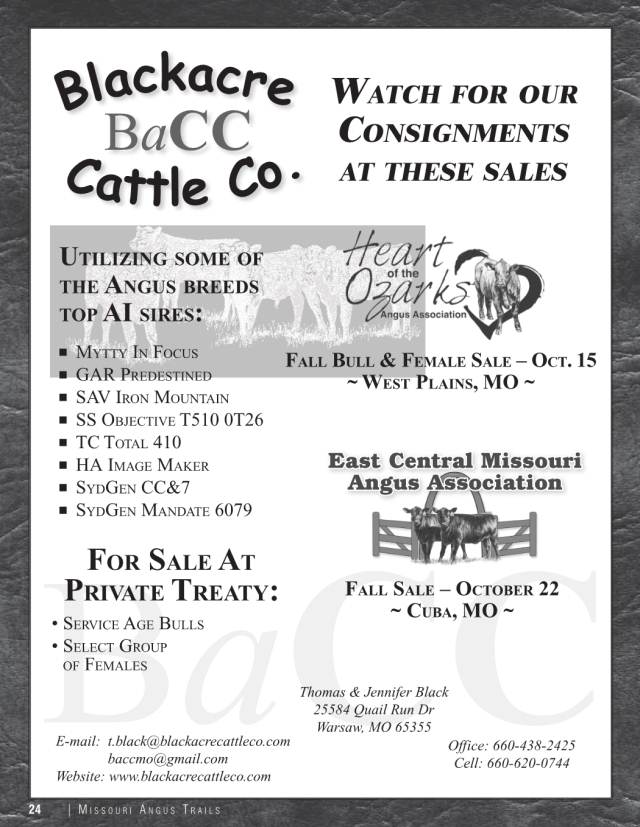 Blackacre
BaCC
Cattle Co.
WATCH FOR OUR
CONSIGNMENTS
AT THESE SALES
UTILIZING SOME OF
THE ANGUS BREEDS
TOP AI SIRES:
■ MYTTY IN FOCUS
■ GAR PREDESTINED
■ SAV IRON MOUNTAIN
■ SS OBJECTIVE T510 0T26
■ TC TOTAL 410
■ HA IMAGE MAKER
■ SYDGEN CC&7
■ SYDGEN MANDATE 6079
Heart
of the
Ozarks
Angus Association
FALL BULL & FEMALE SALE – OCT. 15
~ WEST PLAINS, MO ~
East Central Missouri
Angus Association
FALL SALE – OCTOBER 22
~ CUBA, MO ~
FOR SALE AT
PRIVATE TREATY:
• SERVICE AGE BULLS
• SELECT GROUP
OF FEMALES
BaCC
Thomas & Jennifer Black
25584 Quail Run Dr
Warsaw, MO 65355
E-mail: t.black@blackacrecattleco.com
baccmo@gmail.com
Website: www.blackacrecattleco.com
Office: 660-438-2425
Cell: 660-620-0744
24 | MISSOURI ANGUS TRAILS